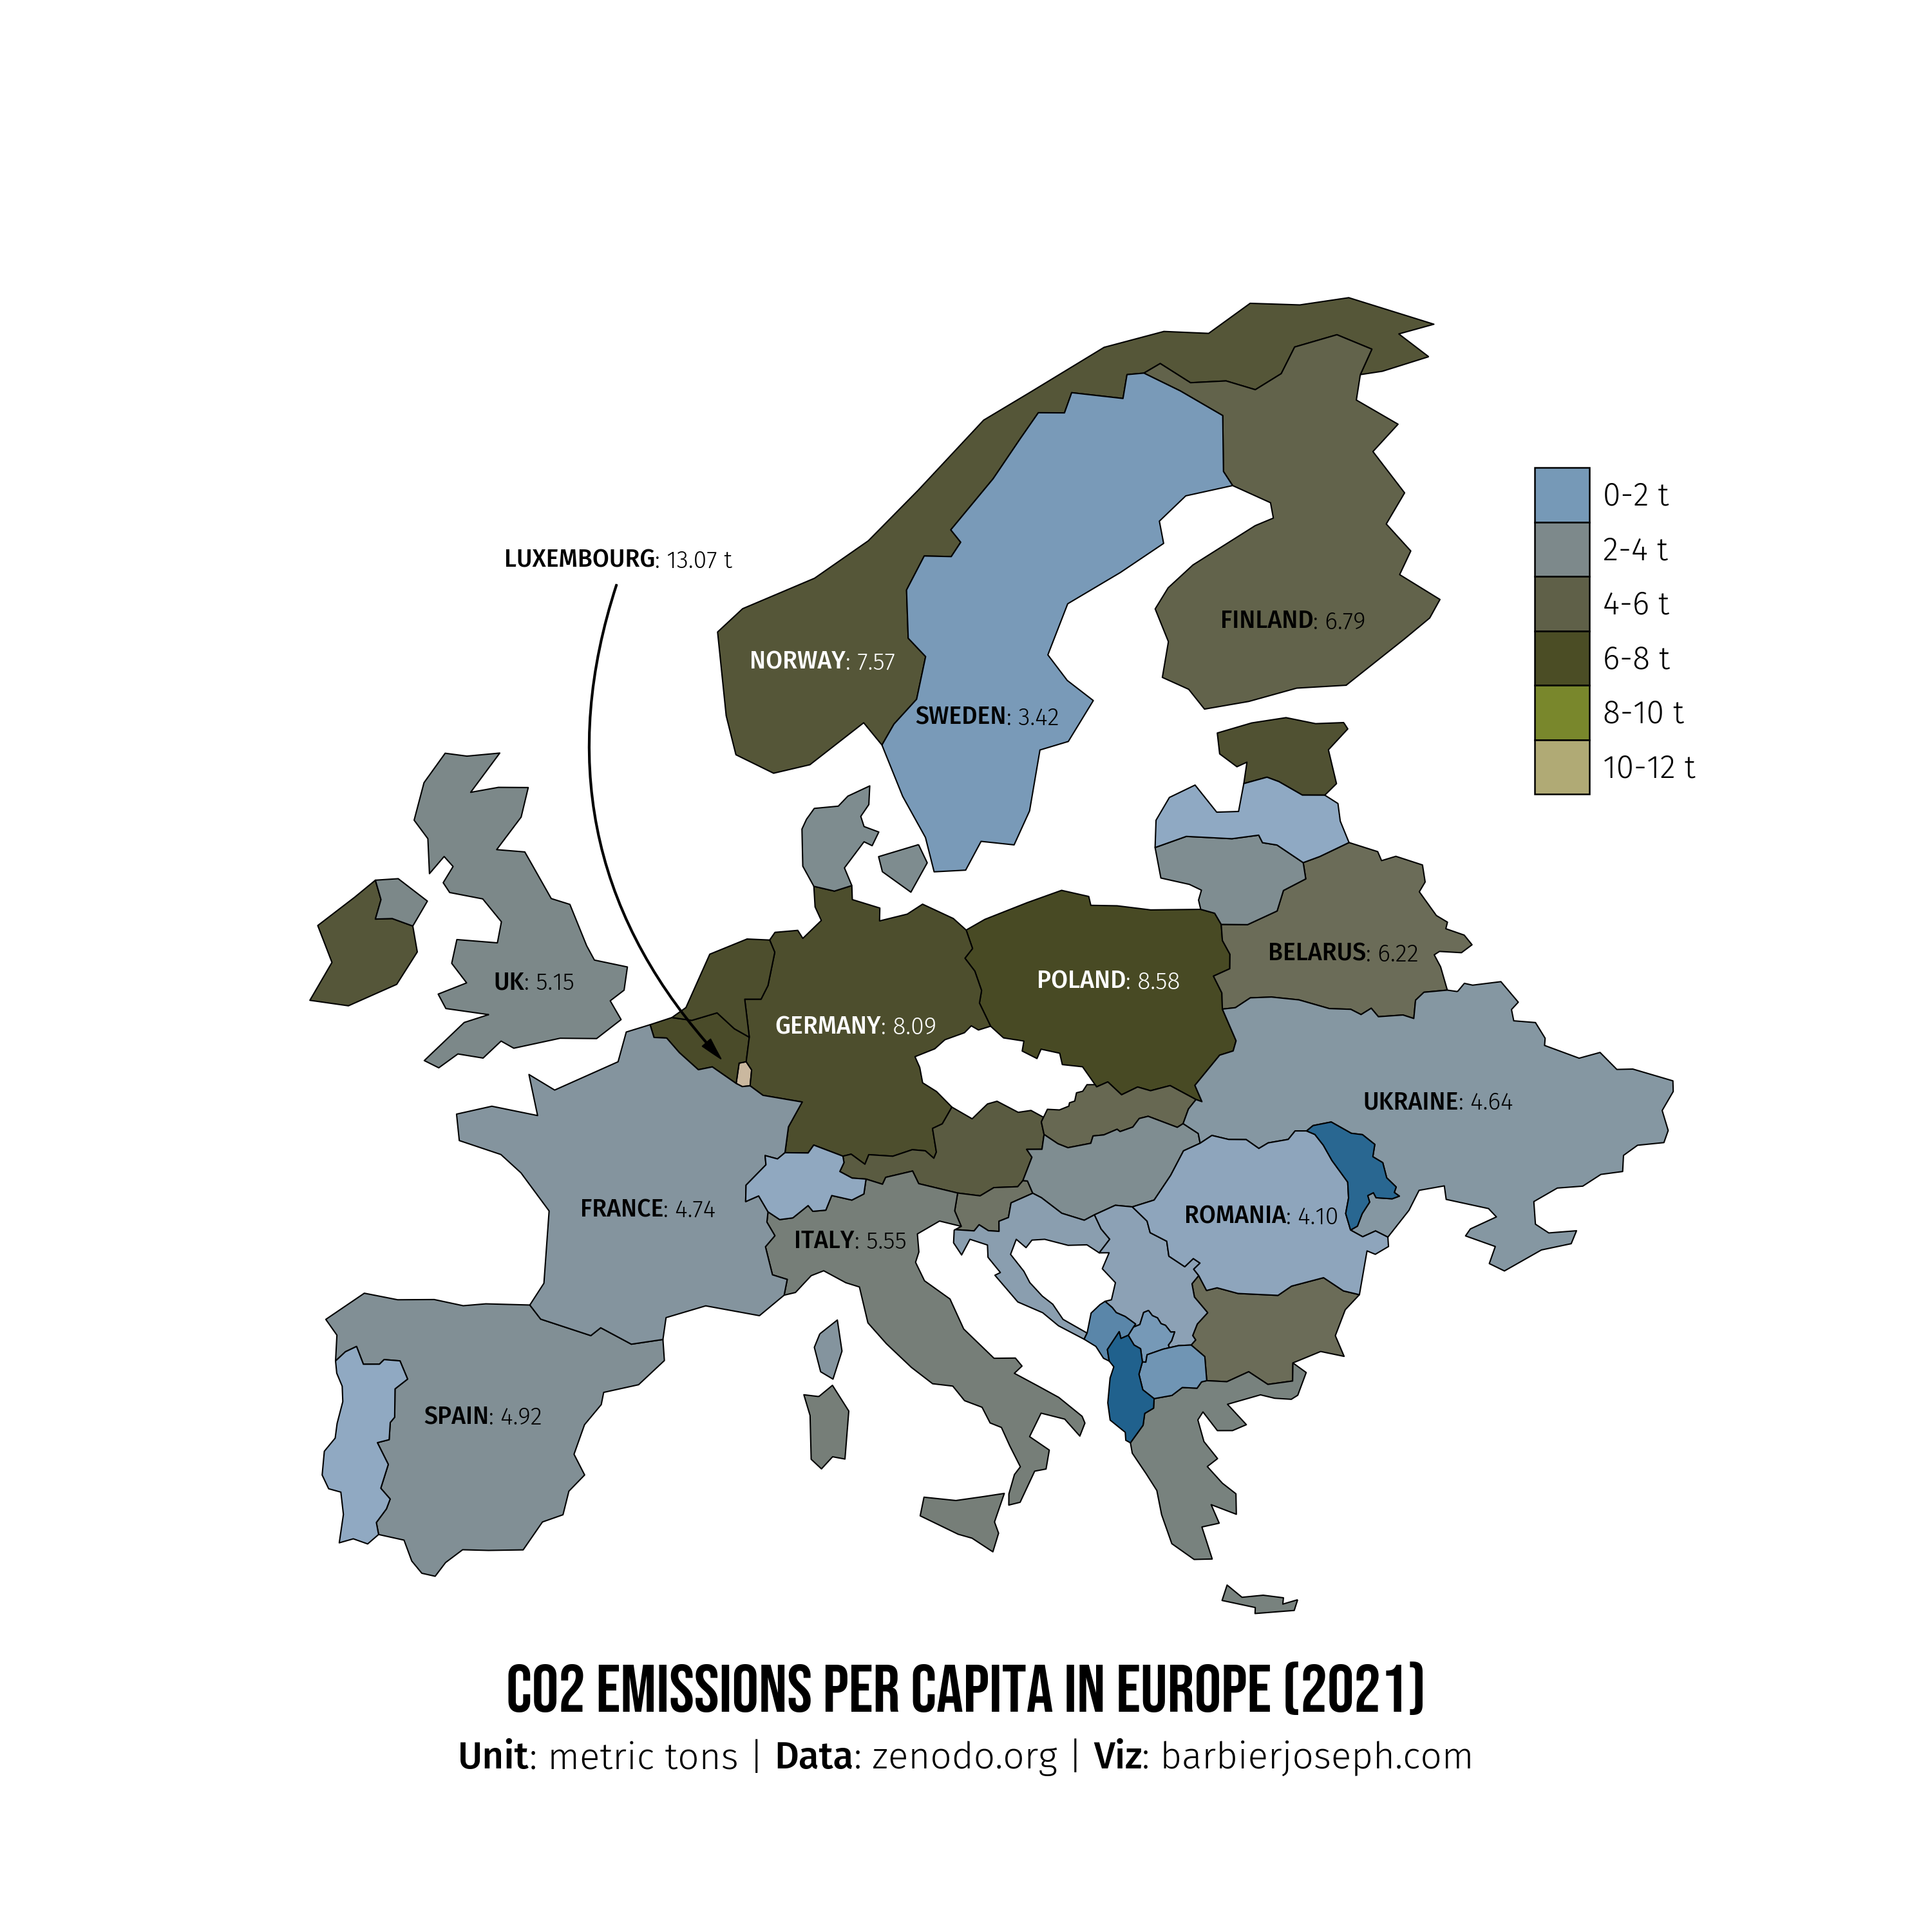 LUXEMBOURG: 13.07 t
0-2 t
2-4 t
4-6 t
6-8 t
8-10 t
10-12 t
FINLAND: 6.79
NORWAY: 7.57
SWEDEN: 3.42
BELARUS: 6.22
UK: 5.15
POLAND: 8.58
GERMANY: 8.09
UKRAINE: 4.64
FRANCE: 4.74
ROMANIA: 4.10
ITALY: 5.55
SPAIN: 4.92
CO2 EMISSIONS PER CAPITA IN EUROPE (2021)
Unit: metric tons | Data: zenodo.org | Viz: barbierjoseph.com